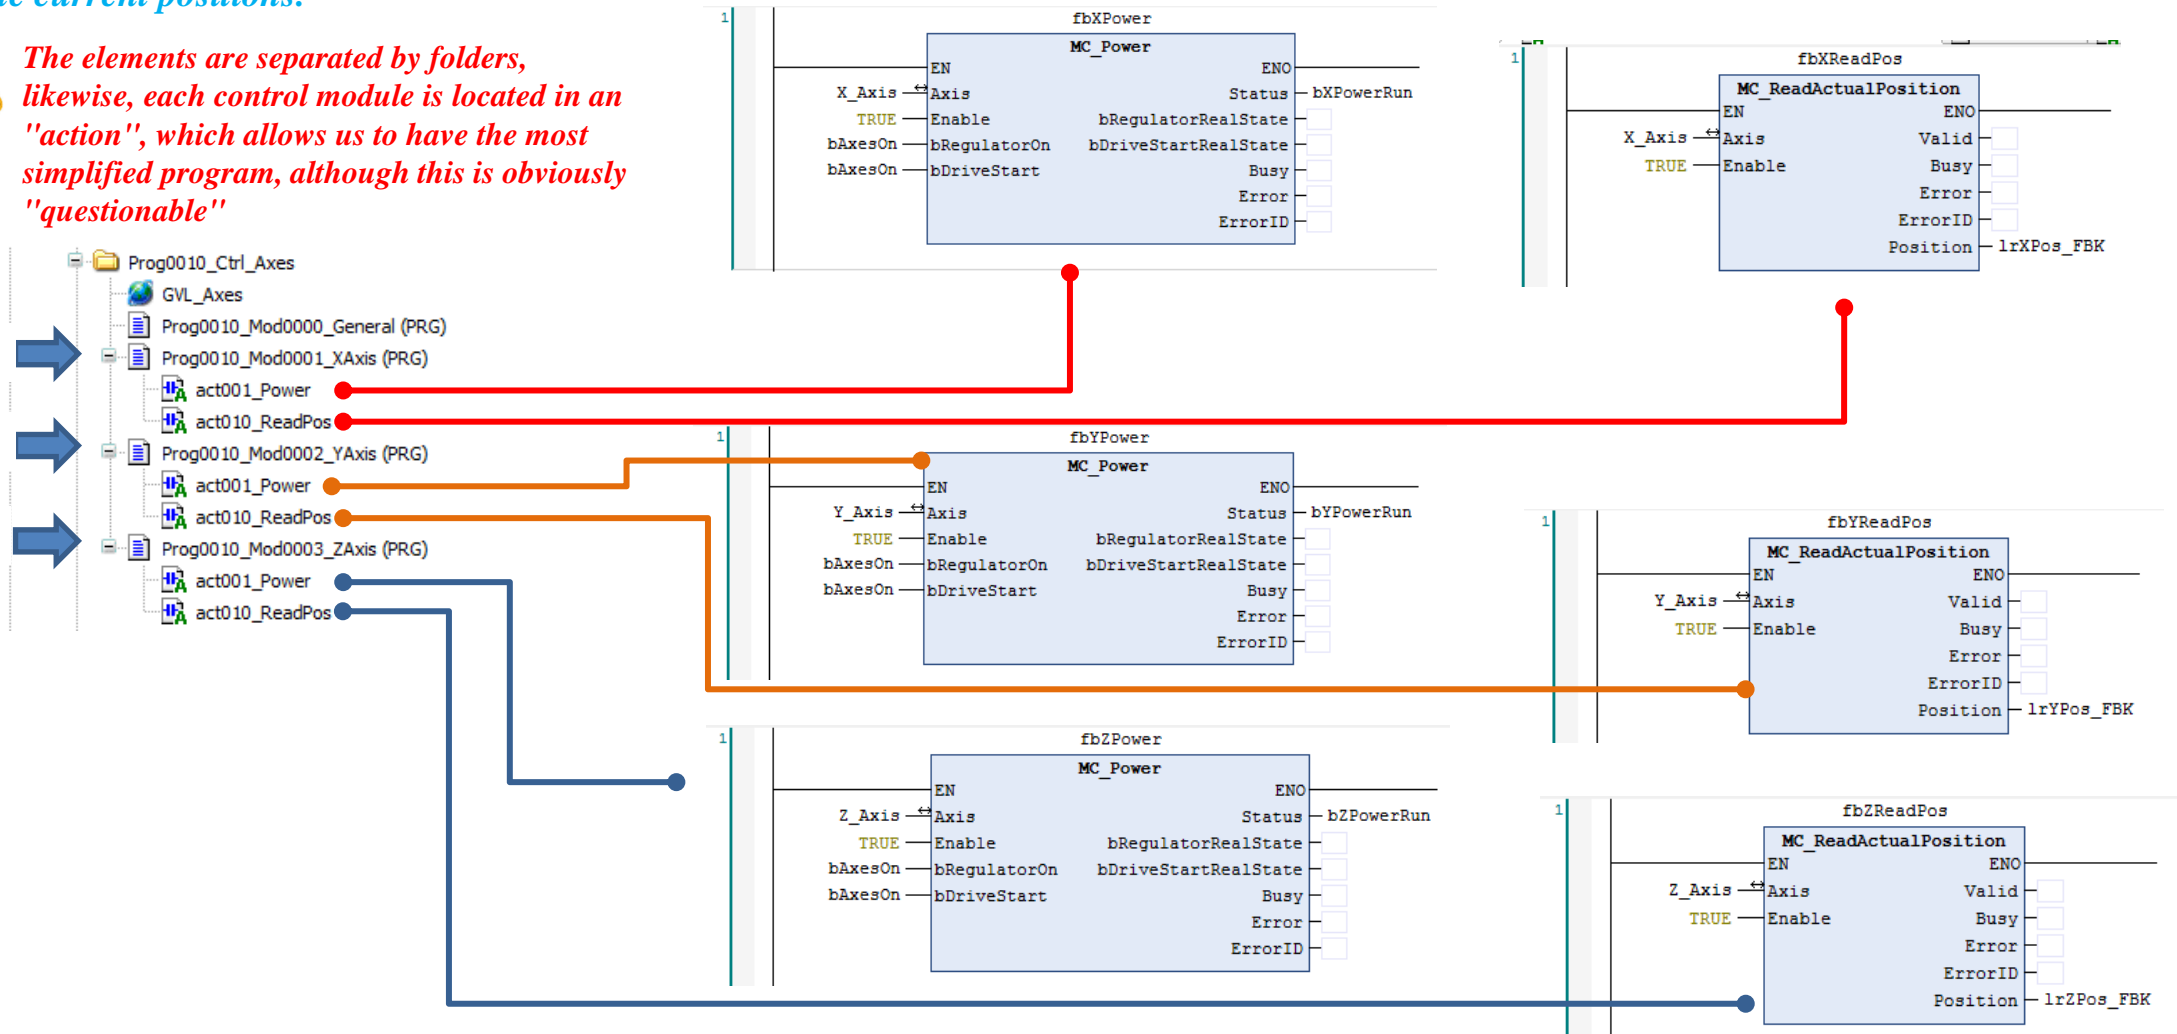 current positions.
The elements are separated by folders,
likewise, each control module is located in an
"action", which allows us to have the most
simplified program, although this is obviously
"questionable"
Prog0010_Ctrl_Axes
GVL_Axes
Prog0010_Mod0000_General (PRG)
Prog0010_Mod0001_XAxis (PRG)
act001_Power
act010_ReadPos
Prog0010_Mod0002_YAxis (PRG)
act001_Power
act010_ReadPos
Prog0010_Mod0003_ZAxis (PRG)
act001_Power
act010_ReadPos
1
fbXPower
MC_Power
EN ENO
X_Axis Axis Status bXPowerRun
TRUE Enable bRegulatorRealState
bAxesOn bRegulatorOn bDriveStartRealState
bAxesOn bDriveStart Busy
Error
ErrorID
1
fbXReadPos
MC_ReadActualPosition
EN ENO
X_Axis Axis Valid
TRUE Enable Busy
Error
ErrorID
Position lrXPos_FBK
1
fbYPower
MC_Power
EN ENO
Y_Axis Axis Status bYPowerRun
TRUE Enable bRegulatorRealState
bAxesOn bRegulatorOn bDriveStartRealState
bAxesOn bDriveStart Busy
Error
ErrorID
1
fbYReadPos
MC_ReadActualPosition
EN ENO
Y_Axis Axis Valid
TRUE Enable Busy
Error
ErrorID
Position lrYPos_FBK
1
fbZPower
MC_Power
EN ENO
Z_Axis Axis Status bZPowerRun
TRUE Enable bRegulatorRealState
bAxesOn bRegulatorOn bDriveStartRealState
bAxesOn bDriveStart Busy
Error
ErrorID
1
fbZReadPos
MC_ReadActualPosition
EN ENO
Z_Axis Axis Valid
TRUE Enable Busy
Error
ErrorID
Position lrZPos_FBK